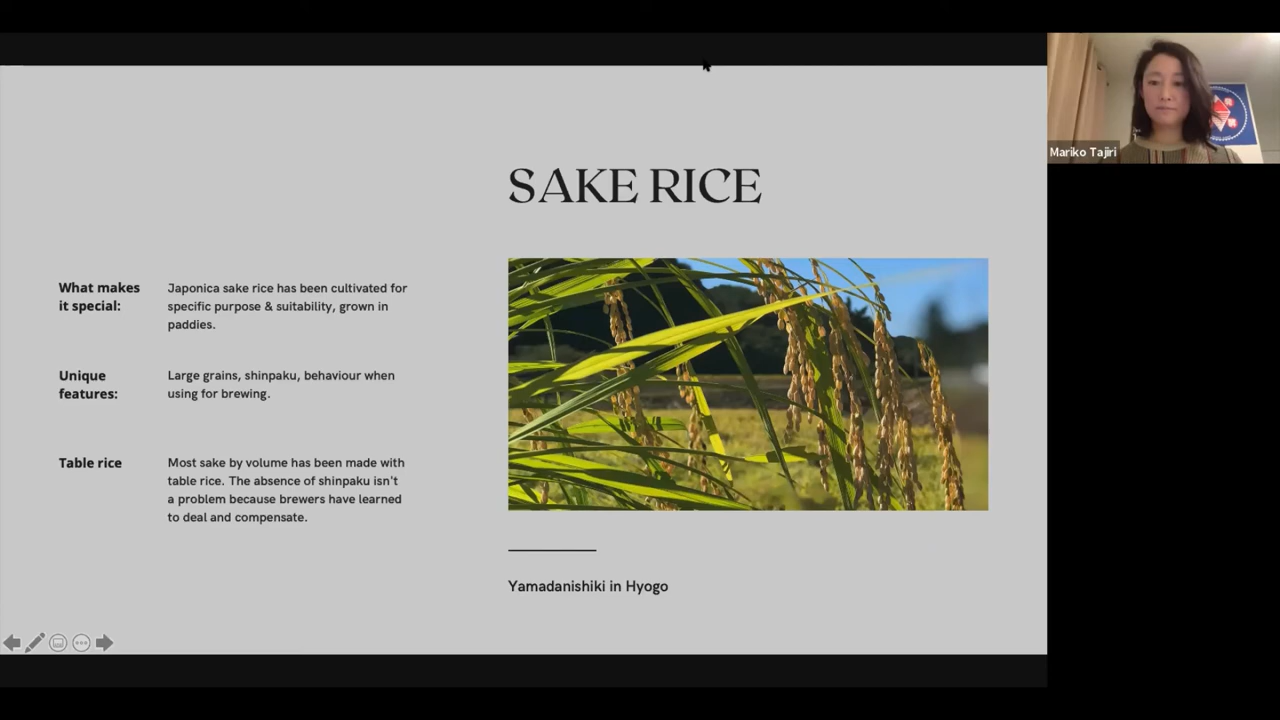 SAKE RICE
What makes
it special:
Japonica sake rice has been cultivated for
specific purpose & suitability, grown in
paddies.
Unique
features:
Large grains, shinpaku, behaviour when
using for brewing.
Table rice
Most sake by volume has been made with
table rice. The absence of shinpaku isn't
a problem because brewers have learned
to deal and compensate.
Yamadanishiki in Hyogo
Mariko Tajiri